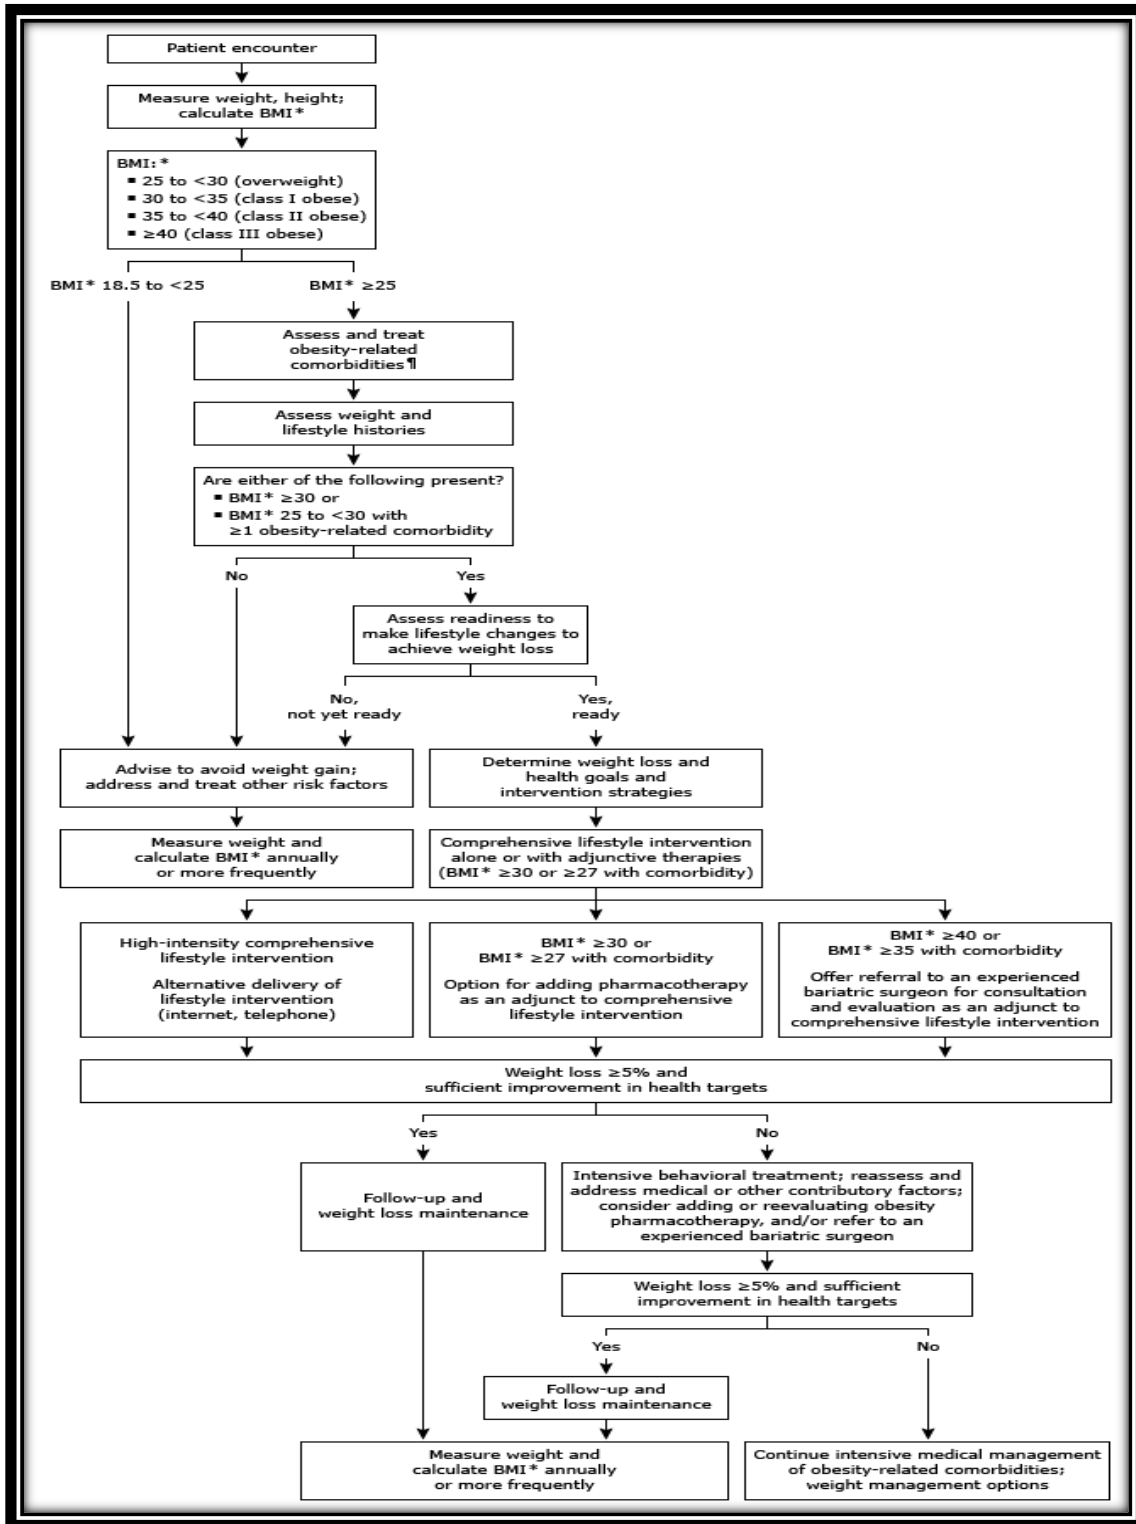 Patient encounter
Measure weight, height;
calculate BMI*
BMI:*
▪ 25 to <30 (overweight)
▪ 30 to <35 (class I obese)
▪ 35 to <40 (class II obese)
▪ ≥40 (class III obese)
BMI* 18.5 to <25
BMI* ≥25
Assess and treat
obesity-related
comorbidities¶
Assess weight and
lifestyle histories
Are either of the following present?
▪ BMI* ≥30 or
▪ BMI* 25 to <30 with
≥1 obesity-related comorbidity
No
Yes
Assess readiness to
make lifestyle changes to
achieve weight loss
No,
not yet ready
Yes,
ready
Advise to avoid weight gain;
address and treat other risk factors
Determine weight loss and
health goals and
intervention strategies
Measure weight and
calculate BMI* annually
or more frequently
Comprehensive lifestyle intervention
alone or with adjunctive therapies
(BMI* ≥30 or ≥27 with comorbidity)
High-intensity comprehensive
lifestyle intervention
Alternative delivery of
lifestyle intervention
(internet, telephone)
BMI* ≥30 or
BMI* ≥27 with comorbidity
Option for adding pharmacotherapy
as an adjunct to comprehensive
lifestyle intervention
BMI* ≥40 or
BMI* ≥35 with comorbidity
Offer referral to an experienced
bariatric surgeon for consultation
and evaluation as an adjunct to
comprehensive lifestyle intervention
Weight loss ≥5% and
sufficient improvement in health targets
Yes
No
Follow-up and
weight loss maintenance
Intensive behavioral treatment; reassess and
address medical or other contributory factors;
consider adding or reevaluating obesity
pharmacotherapy, and/or refer to an
experienced bariatric surgeon
Weight loss ≥5% and sufficient
improvement in health targets
Yes
No
Follow-up and
weight loss maintenance
Measure weight and
calculate BMI* annually
or more frequently
Continue intensive medical management
of obesity-related comorbidities;
weight management options